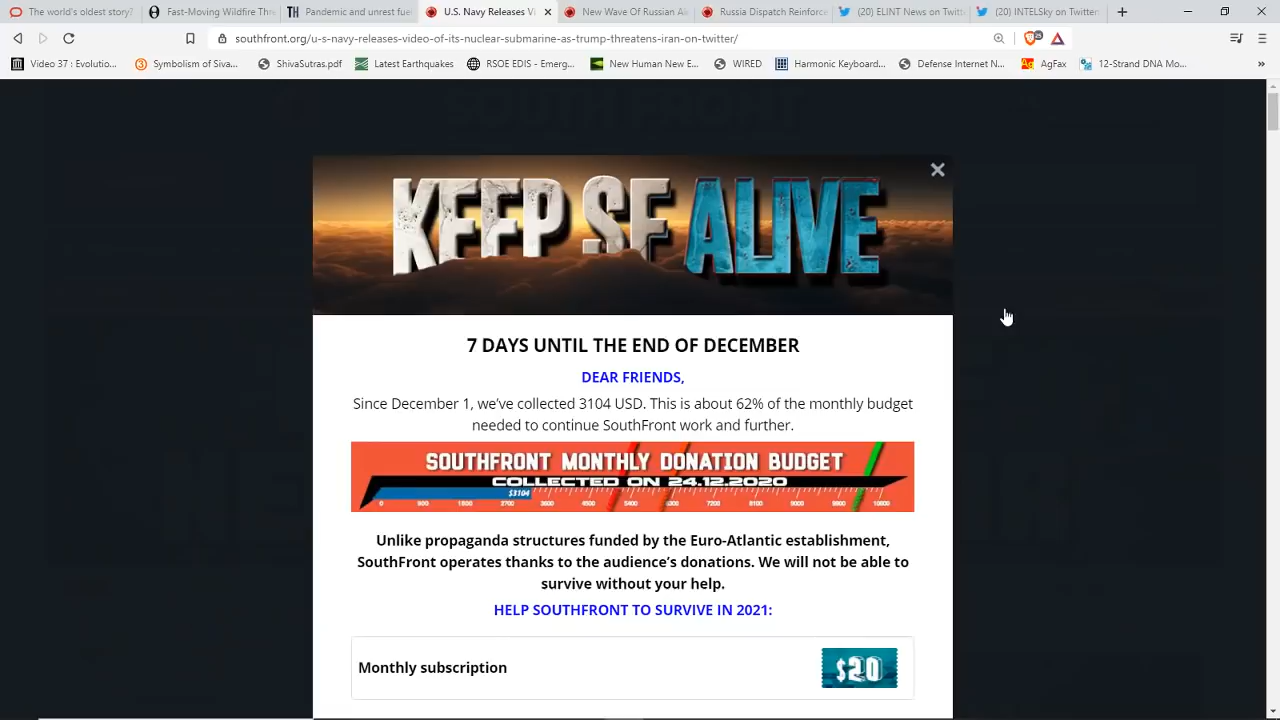 The world's oldest story?
Fast-Moving Wildfire Thre
Pandemic and unrest fuel
U.S. Navy Releases Vi
New Wave Of Russian Ai
Russia Dispatch Reinforce
(20) ELINT News on Twitt
(20) INTELSky on Twitter
southfront.org/u-s-navy-releases-video-of-its-nuclear-submarine-as-trump-threatens-iran-on-twitter/
Video 37 : Evolutio...
Symbolism of Siva...
ShivaSutras.pdf
Latest Earthquakes
RSOE EDIS - Emerg...
New Human New E...
WIRED
Harmonic Keyboard...
Defense Internet N...
AgFax
12-Strand DNA Mo...
KEEP SF ALIVE
7 DAYS UNTIL THE END OF DECEMBER
DEAR FRIENDS,
Since December 1, we've collected 3104 USD. This is about 62% of the monthly budget
needed to continue SouthFront work and further.
SOUTHFRONT MONTHLY DONATION BUDGET
COLLECTED ON 24.12.2020
$3104
Unlike propaganda structures funded by the Euro-Atlantic establishment,
SouthFront operates thanks to the audience's donations. We will not be able to
survive without your help.
HELP SOUTHFRONT TO SURVIVE IN 2021:
Monthly subscription
$20